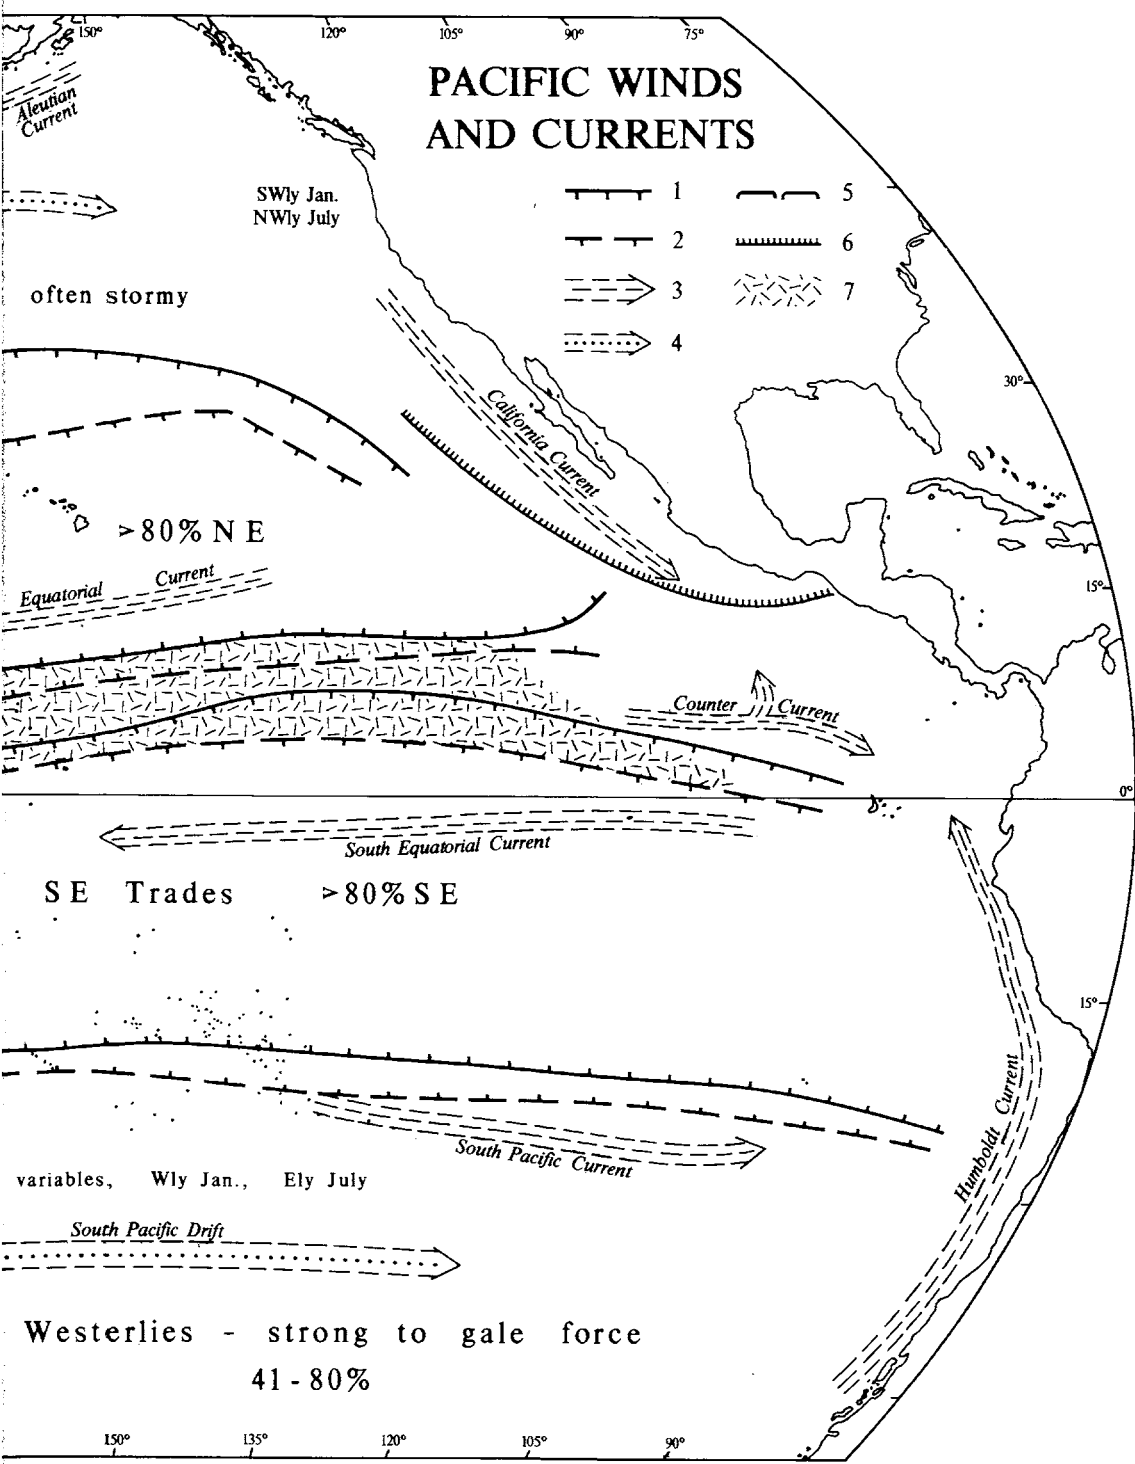 150° 120° 105° 90° 75°
PACIFIC WINDS
AND CURRENTS
Aleutian
Current
SWly Jan.
NWly July
1
2
3
4
5
6
7
often stormy
30°
California Current
>80% N E
Equatorial Current
15°
Counter Current
0°
South Equatorial Current
SE Trades >80% S E
15°
Humboldt Current
South Pacific Current
variables, Wly Jan., Ely July
South Pacific Drift
Westerlies - strong to gale force
41 - 80%
150° 135° 120° 105° 90°